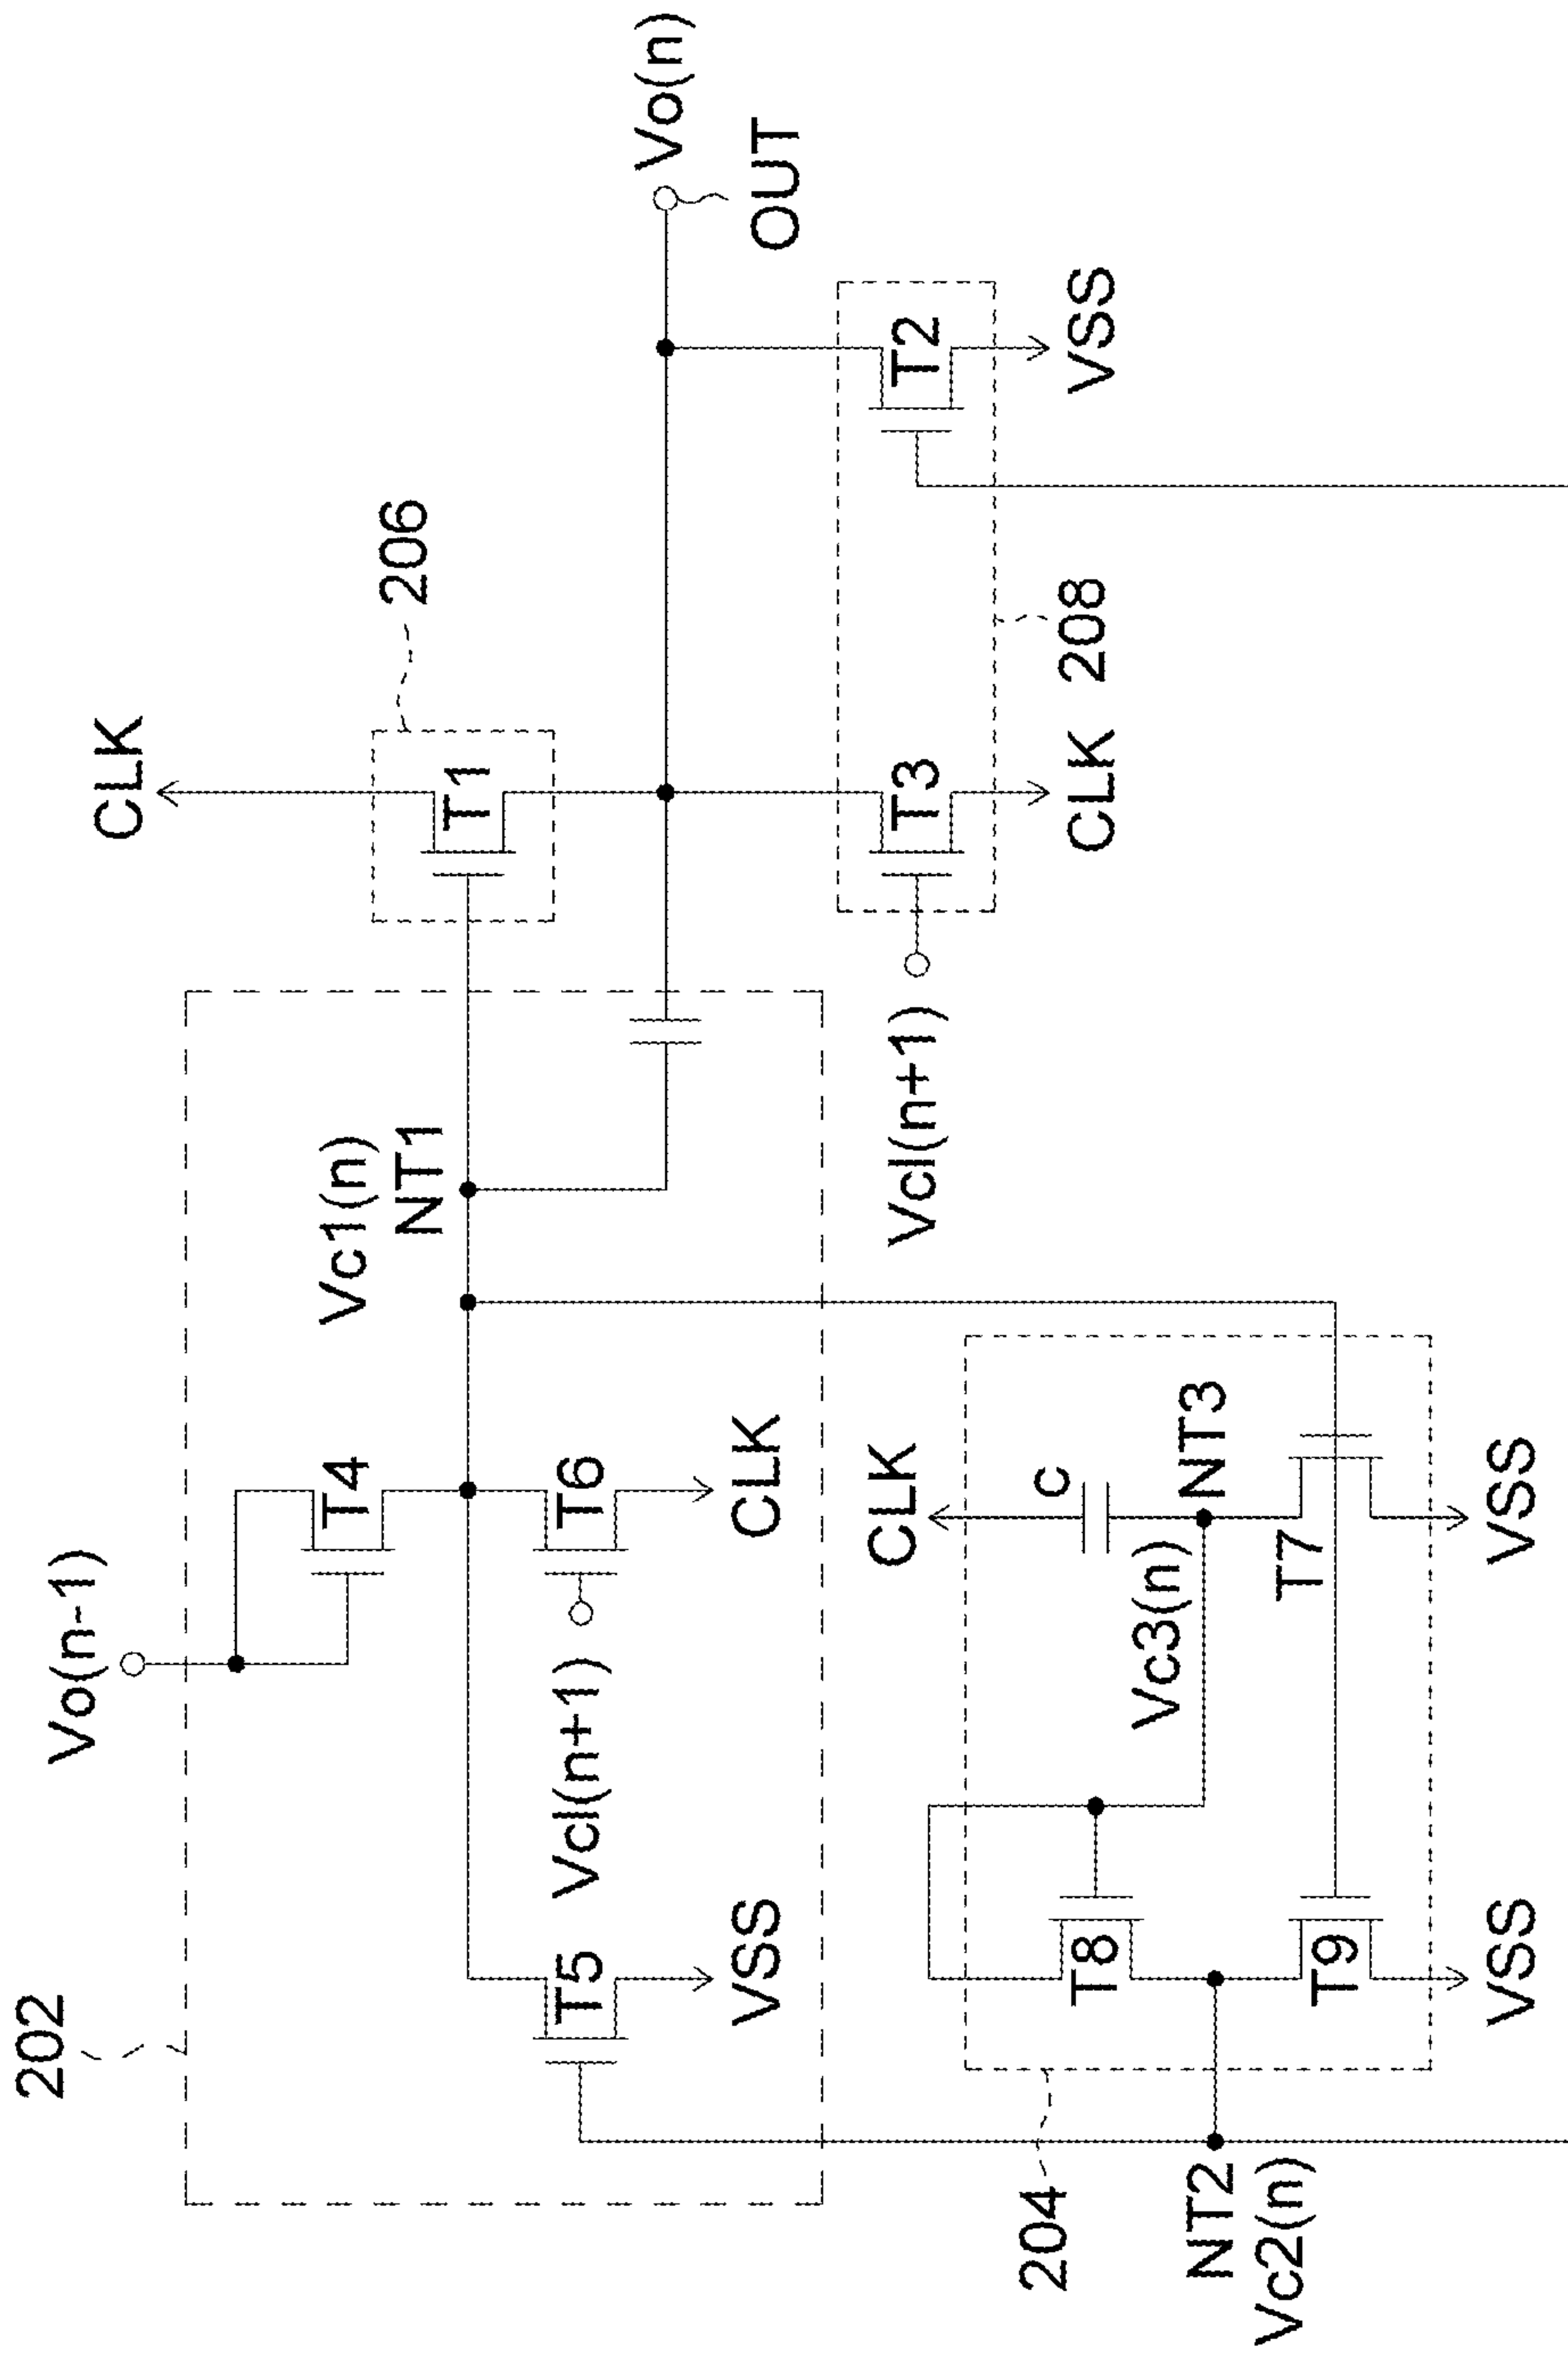 202
Vo(n-1)
CLK
T4
Vc1(n)
NT1
206
T1
T5
Vcl(n+1)
T6
Vo(n)
OUT
VSS
CLK
Vcl(n+1)
T3
T2
CLK
208
VSS
204
CLK
c
T8
Vc3(n)
NT3
NT2
Vc2(n)
T7
T9
VSS
VSS